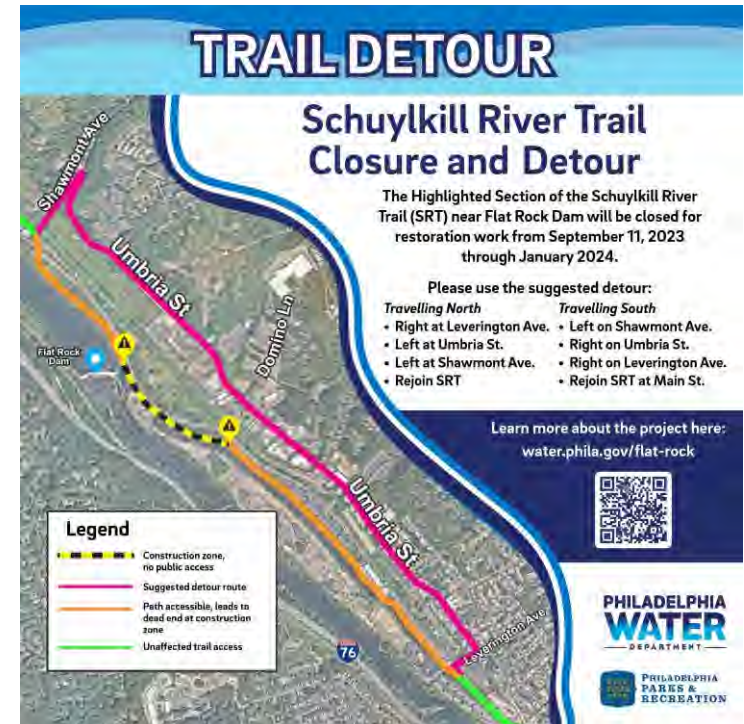 TRAIL DETOUR
Schuylkill River Trail
Closure and Detour
The Highlighted Section of the Schuylkill River
Trail (SRT) near Flat Rock Dam will be closed for
restoration work from September 11, 2023
through January 2024.
Please use the suggested detour:
Travelling North
• Right at Leverington Ave.
• Left at Umbria St.
• Left at Shawmont Ave.
• Rejoin SRT
Travelling South
• Left on Shawmont Ave.
• Right on Umbria St.
• Right on Leverington Ave.
• Rejoin SRT at Main St.
Learn more about the project here:
water.phila.gov/flat-rock
Shawmont Ave.
Umbria St
Domino Ln
Flat Rock
Dam
Umbria St
Leverington Ave
76
Legend
Construction zone,
no public access
Suggested detour route
Path accessible, leads to
dead end at construction
zone
Unaffected trail access
PHILADELPHIA
WATER
DEPARTMENT
PHILADELPHIA
PARKS &
RECREATION